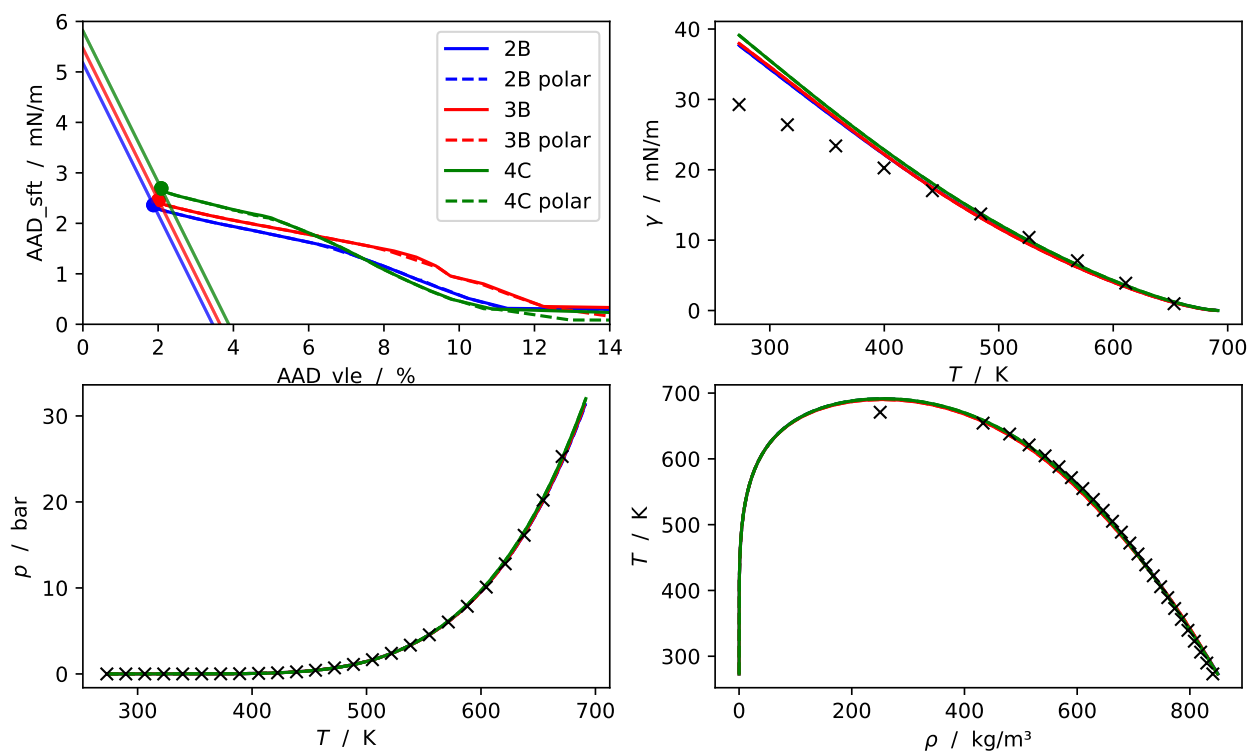 6
5
4
3
2
1
0
AAD_sft / mN/m
2B
2B polar
3B
3B polar
4C
4C polar
0 2 4 6 8 10 12 14
AAD_vle / %
40
30
20
10
0
γ / mN/m
300 400 500 600 700
T / K
30
20
10
0
p / bar
300 400 500 600 700
T / K
700
600
500
400
300
T / K
0 200 400 600 800
ρ / kg/m³